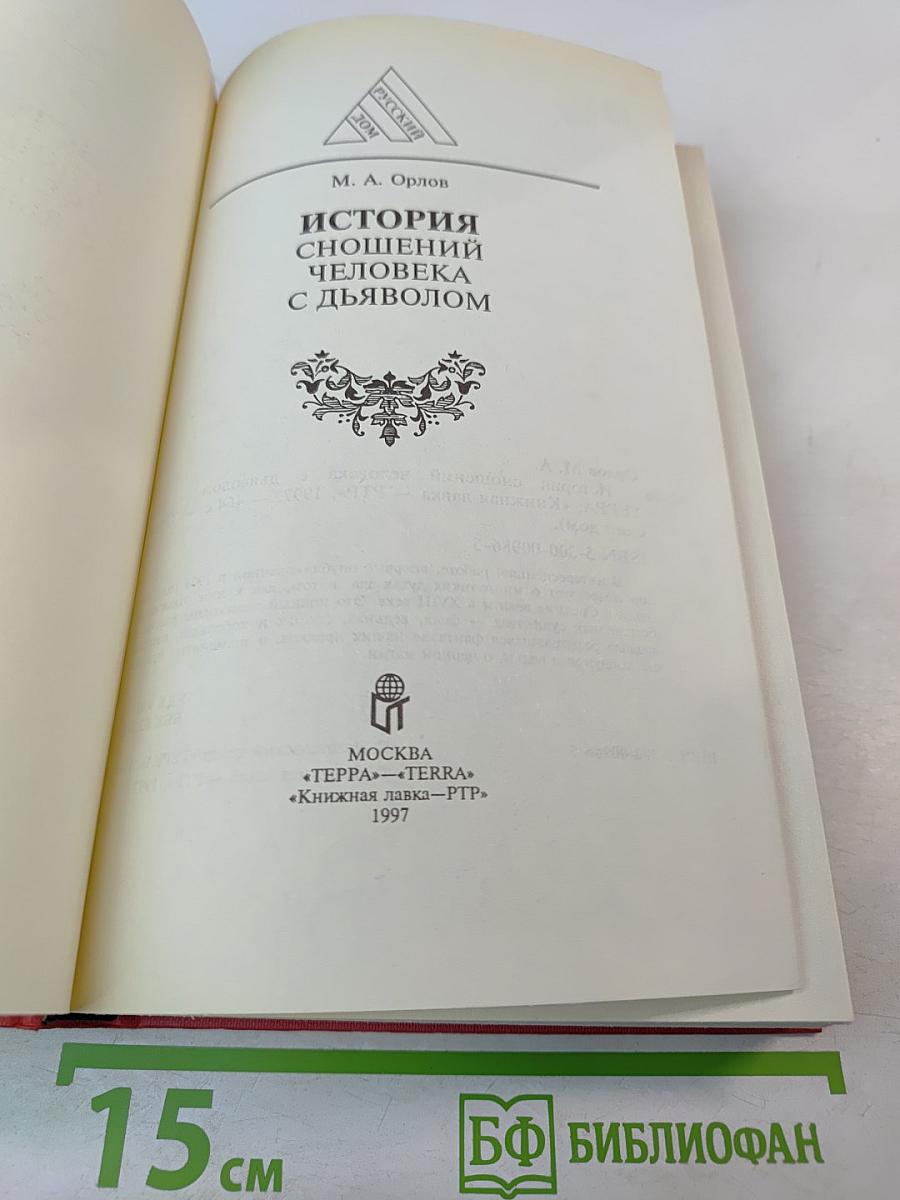 РУССКИЙ
ДОМ
М. А. Орлов
ИСТОРИЯ
СНОШЕНИЙ
ЧЕЛОВЕКА
С ДЬЯВОЛОМ
МОСКВА
«ТЕРРА»—«TERRA»
«Книжная лавка—РТР»
1997
15 см
БФ БИБЛИОФАН